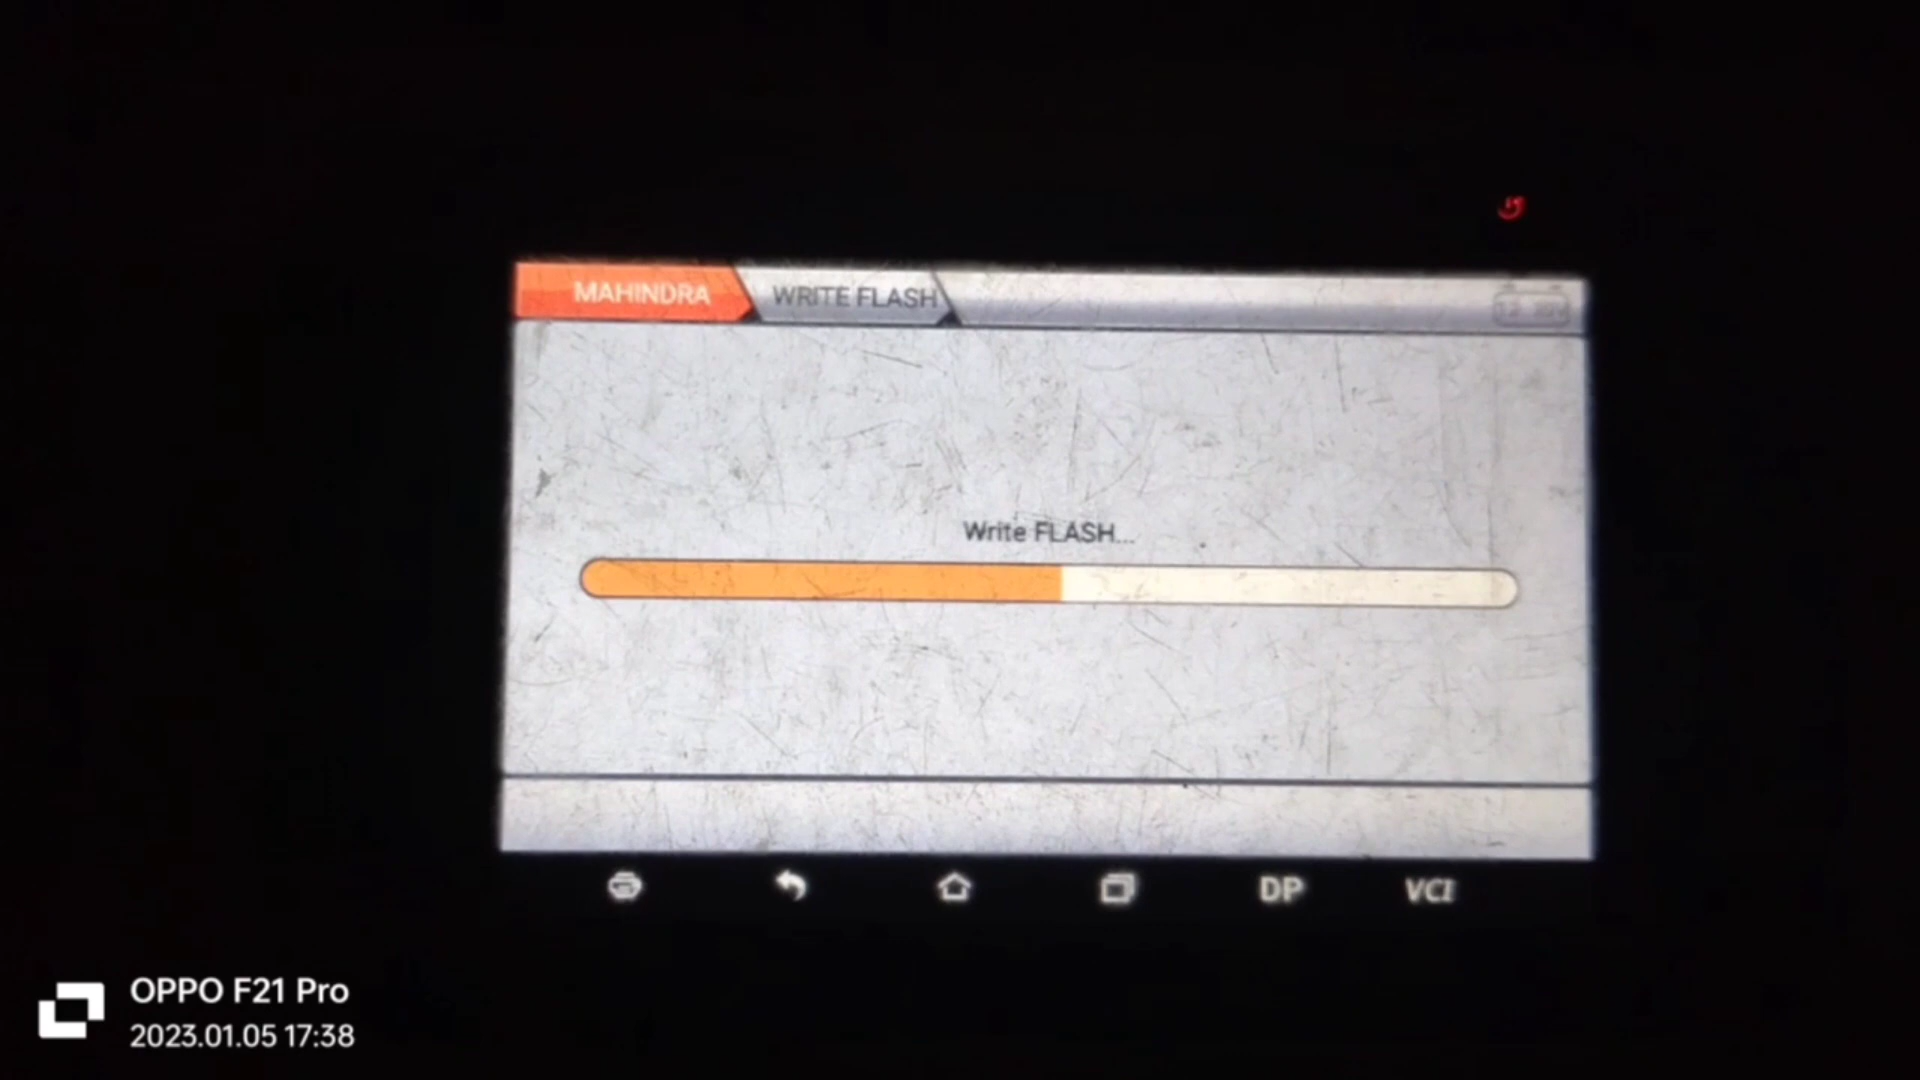 MAHINDRA
WRITE FLASH
Write FLASH...
DP
VCI
OPPO F21 Pro
2023.01.05 17:38